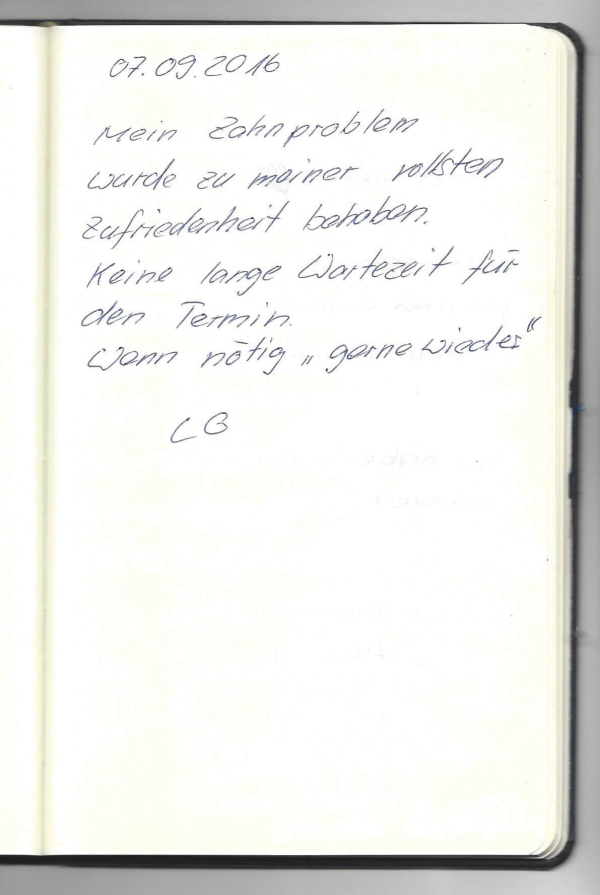 07.09.2016
Mein Zahnproblem
wurde zu meiner vollsten
Zufriedenheit behoben.
Keine lange Wartezeit für
den Termin.
Wenn nötig „gerne wieder“
LB